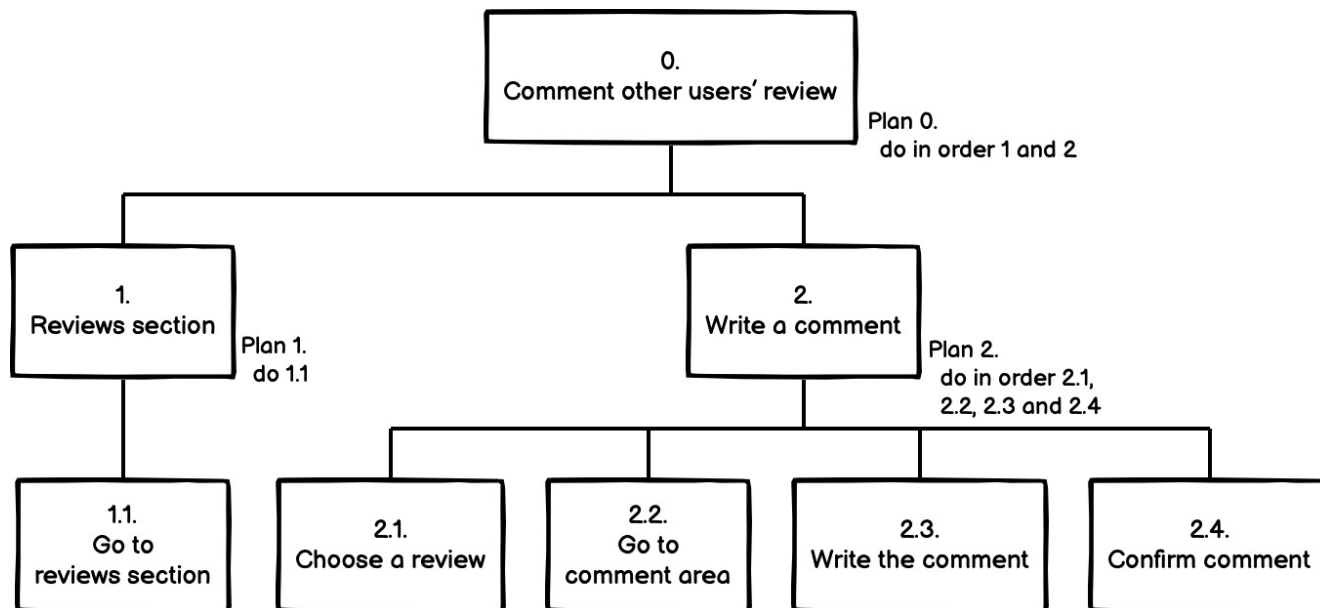 0.
Comment other users' review
Plan 0.
do in order 1 and 2
1.
Reviews section
Plan 1.
do 1.1
2.
Write a comment
Plan 2.
do in order 2.1,
2.2, 2.3 and 2.4
1.1.
Go to
reviews section
2.1.
Choose a review
2.2.
Go to
comment area
2.3.
Write the comment
2.4.
Confirm comment